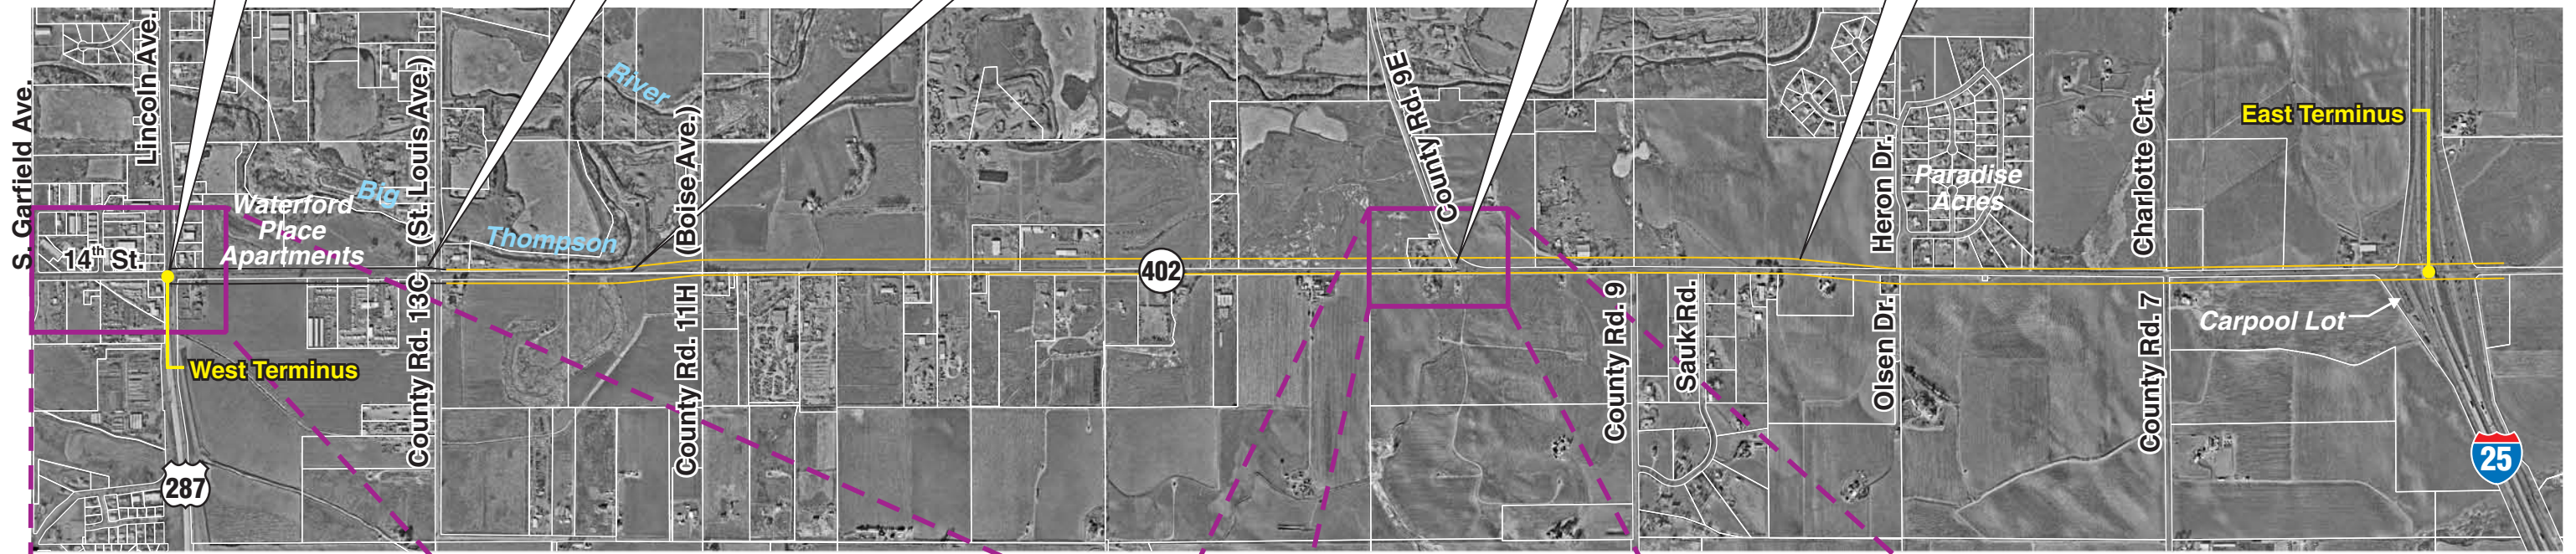 S. Garfield Ave.
Lincoln Ave.
14th St.
Waterford
Place
Apartments
Big
Thompson
River
West Terminus
287
County Rd. 13C (St. Louis Ave.)
County Rd. 11H (Boise Ave.)
402
County Rd. 9E
County Rd. 9
Sauk Rd.
Heron Dr.
Olsen Dr.
Paradise
Acres
Charlotte Crt.
County Rd. 7
East Terminus
Carpool Lot
25